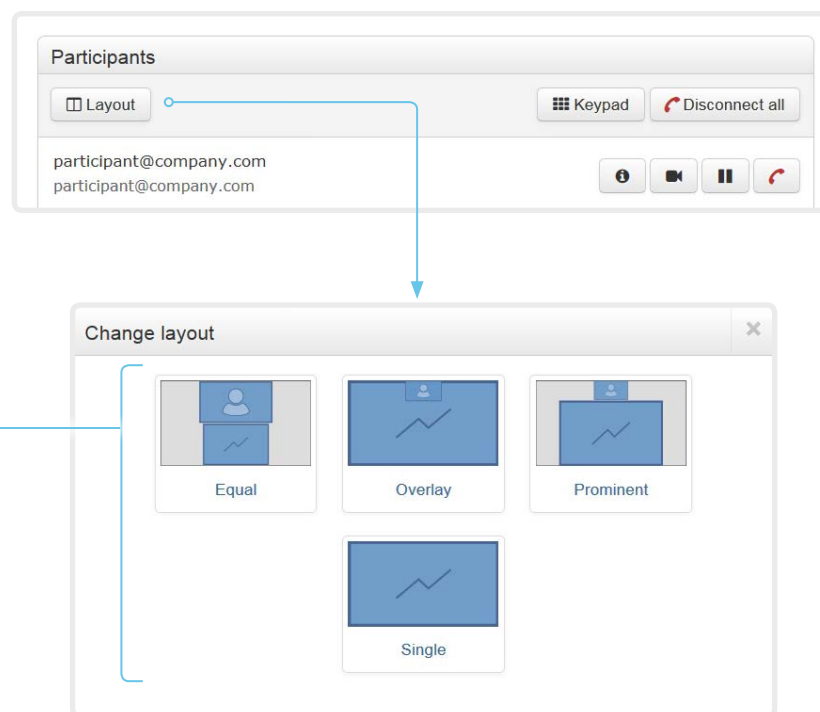 Participants
Layout Keypad Disconnect all
participant@company.com
participant@company.com
Change layout
Equal Overlay Prominent
Single